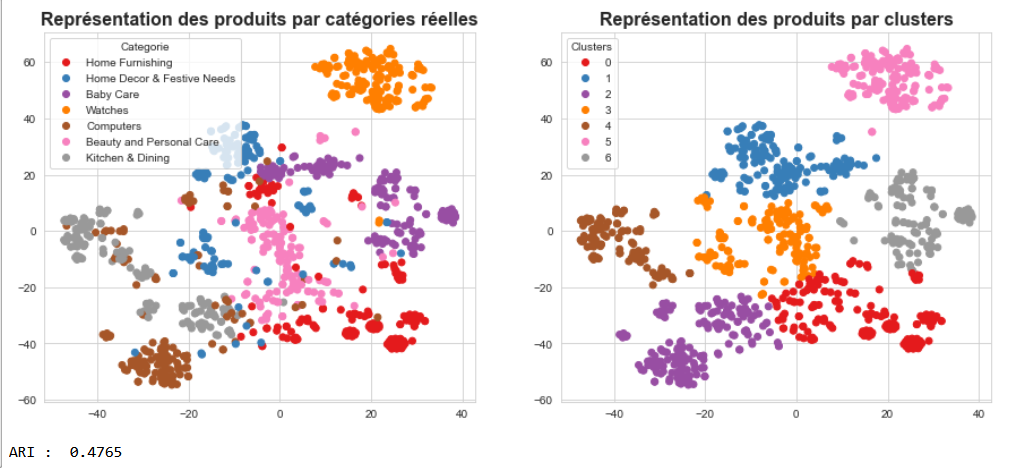 Représentation des produits par catégories réelles
Categorie
Home Furnishing
Home Decor & Festive Needs
Baby Care
Watches
Computers
Beauty and Personal Care
Kitchen & Dining
60
40
20
0
−20
−40
−60
−40
−20
0
20
40
Représentation des produits par clusters
Clusters
0
1
2
3
4
5
6
60
40
20
0
−20
−40
−60
−40
−20
0
20
40
ARI :  0.4765